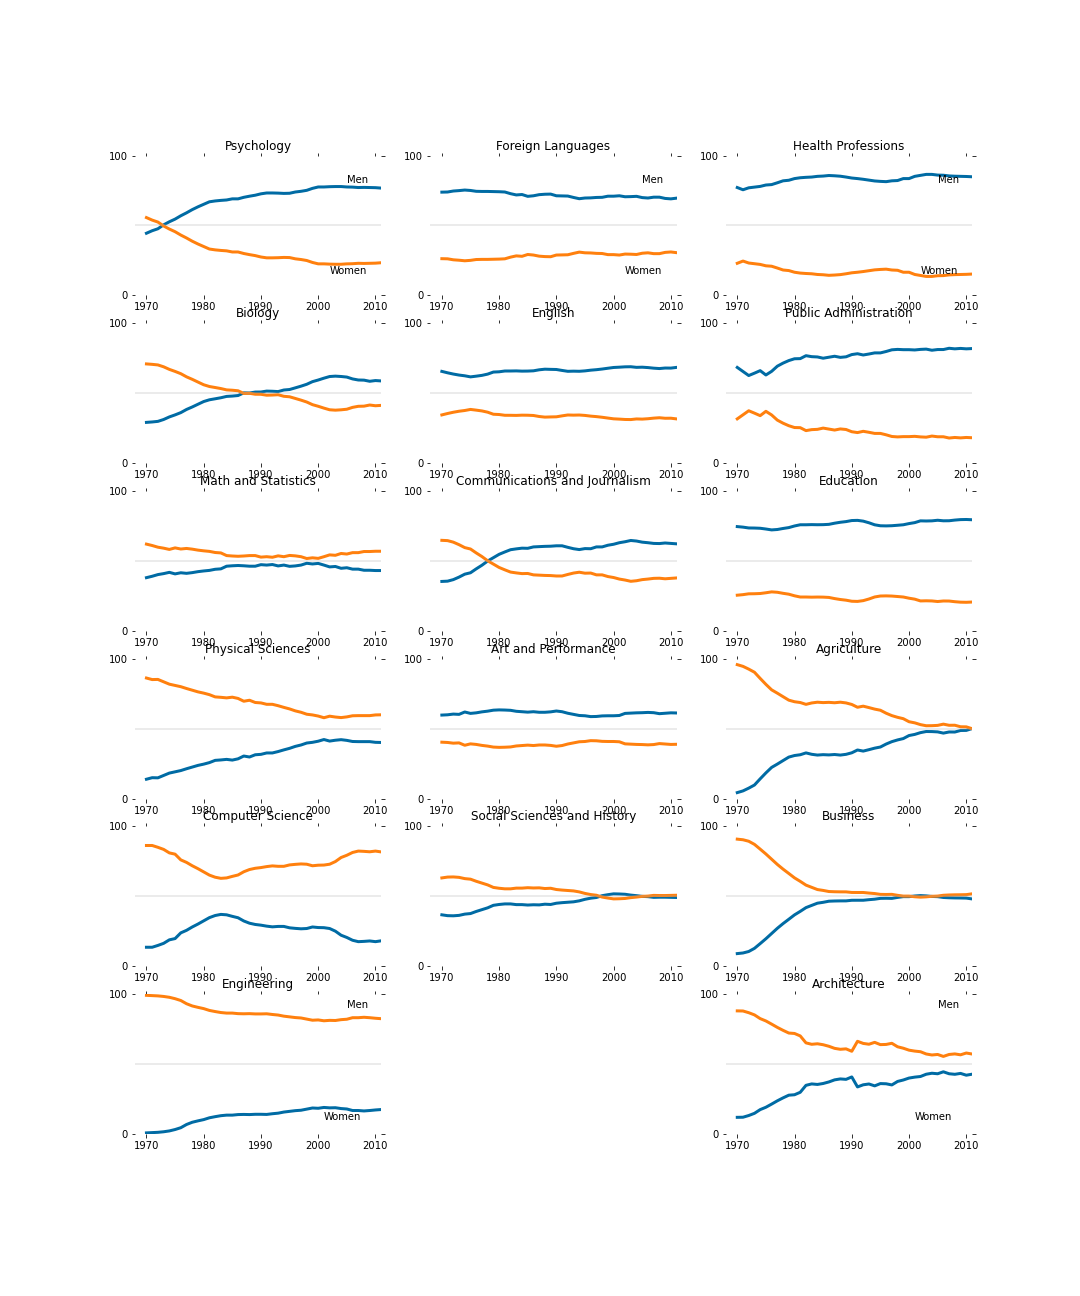 Psychology
Foreign Languages
Health Professions
100
100
100
Men
Men
Men
Women
Women
Women
0
0
0
1970 1980 1990 2000 2010
1970 1980 1990 2000 2010
1970 1980 1990 2000 2010
Biology
English
Public Administration
100
100
100
0
0
0
1970 1980 1990 2000 2010
1970 1980 1990 2000 2010
1970 1980 1990 2000 2010
Math and Statistics
Communications and Journalism
Education
100
100
100
0
0
0
1970 1980 1990 2000 2010
1970 1980 1990 2000 2010
1970 1980 1990 2000 2010
Physical Sciences
Art and Performance
Agriculture
100
100
100
0
0
0
1970 1980 1990 2000 2010
1970 1980 1990 2000 2010
1970 1980 1990 2000 2010
Computer Science
Social Sciences and History
Business
100
100
100
0
0
0
1970 1980 1990 2000 2010
1970 1980 1990 2000 2010
1970 1980 1990 2000 2010
Engineering
Architecture
100
100
Men
Men
Women
Women
0
0
1970 1980 1990 2000 2010
1970 1980 1990 2000 2010